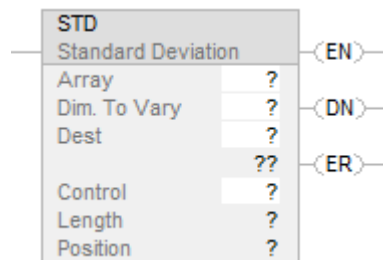 STD
Standard Deviation (EN)
Array ?
Dim. To Vary ? (DN)
Dest ?
?? (ER)
Control ?
Length ?
Position ?